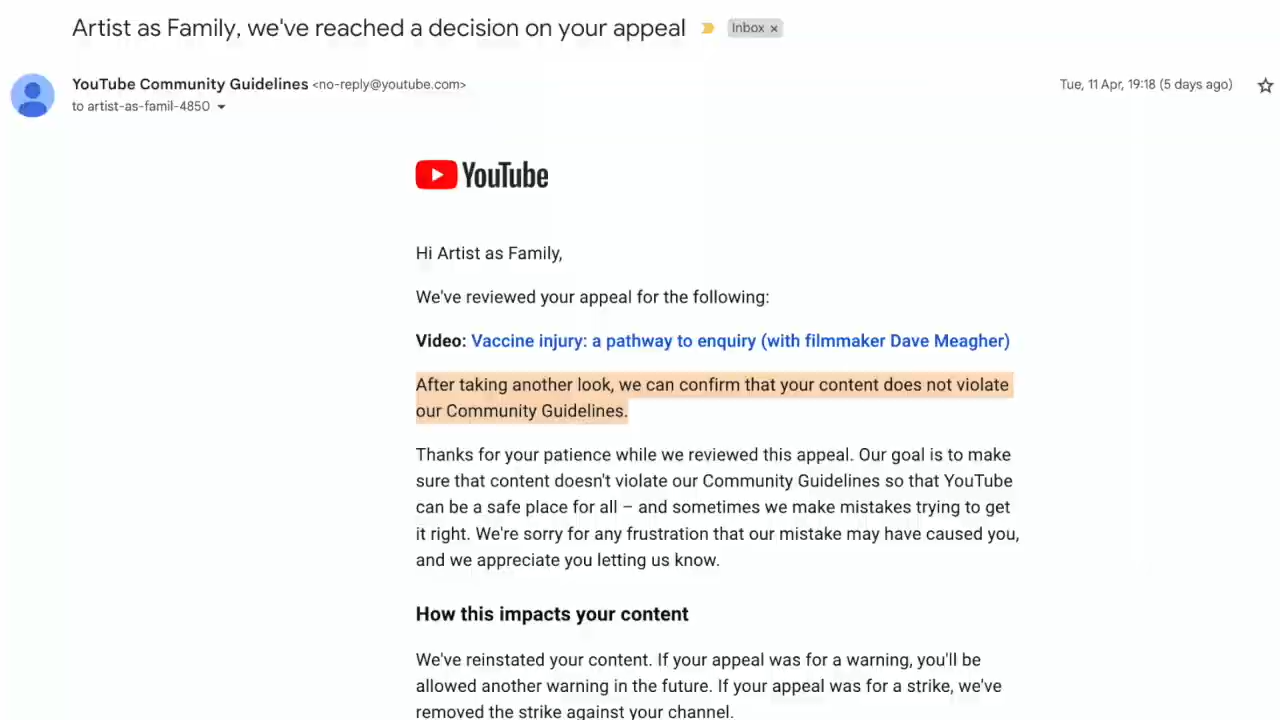 Artist as Family, we've reached a decision on your appeal Inbox x
YouTube Community Guidelines <no-reply@youtube.com> Tue, 11 Apr, 19:18 (5 days ago)
to artist-as-famil-4850
YouTube
Hi Artist as Family,
We've reviewed your appeal for the following:
Video: Vaccine injury: a pathway to enquiry (with filmmaker Dave Meagher)
After taking another look, we can confirm that your content does not violate
our Community Guidelines.
Thanks for your patience while we reviewed this appeal. Our goal is to make
sure that content doesn't violate our Community Guidelines so that YouTube
can be a safe place for all – and sometimes we make mistakes trying to get
it right. We're sorry for any frustration that our mistake may have caused you,
and we appreciate you letting us know.
How this impacts your content
We've reinstated your content. If your appeal was for a warning, you'll be
allowed another warning in the future. If your appeal was for a strike, we've
removed the strike against your channel.